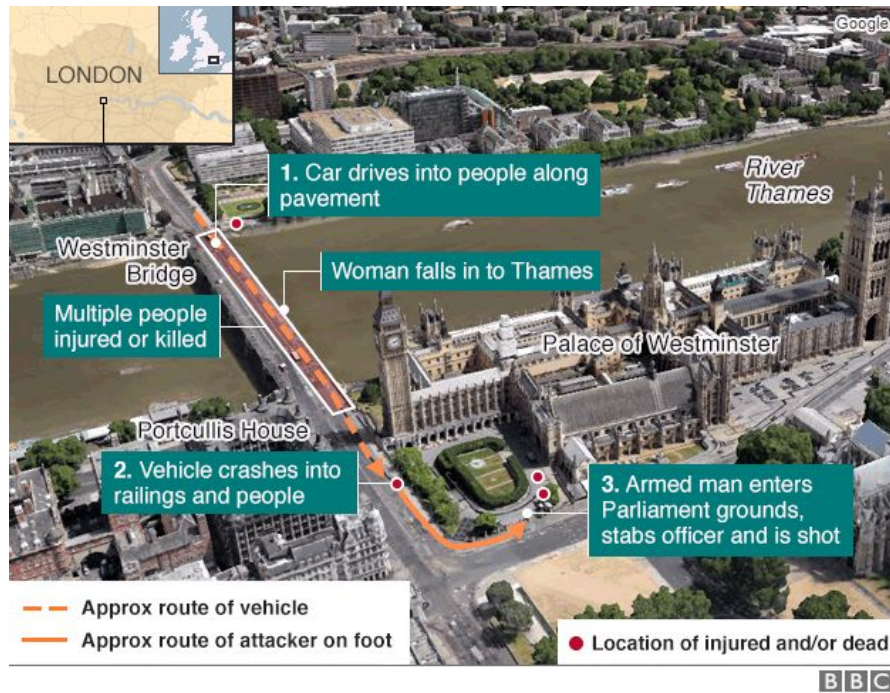 Google
LONDON
1. Car drives into people along
pavement
River
Thames
Westminster
Bridge
Woman falls in to Thames
Multiple people
injured or killed
Palace of Westminster
Portcullis House
2. Vehicle crashes into
railings and people
3. Armed man enters
Parliament grounds,
stabs officer and is shot
Approx route of vehicle
Approx route of attacker on foot
Location of injured and/or dead
BBC